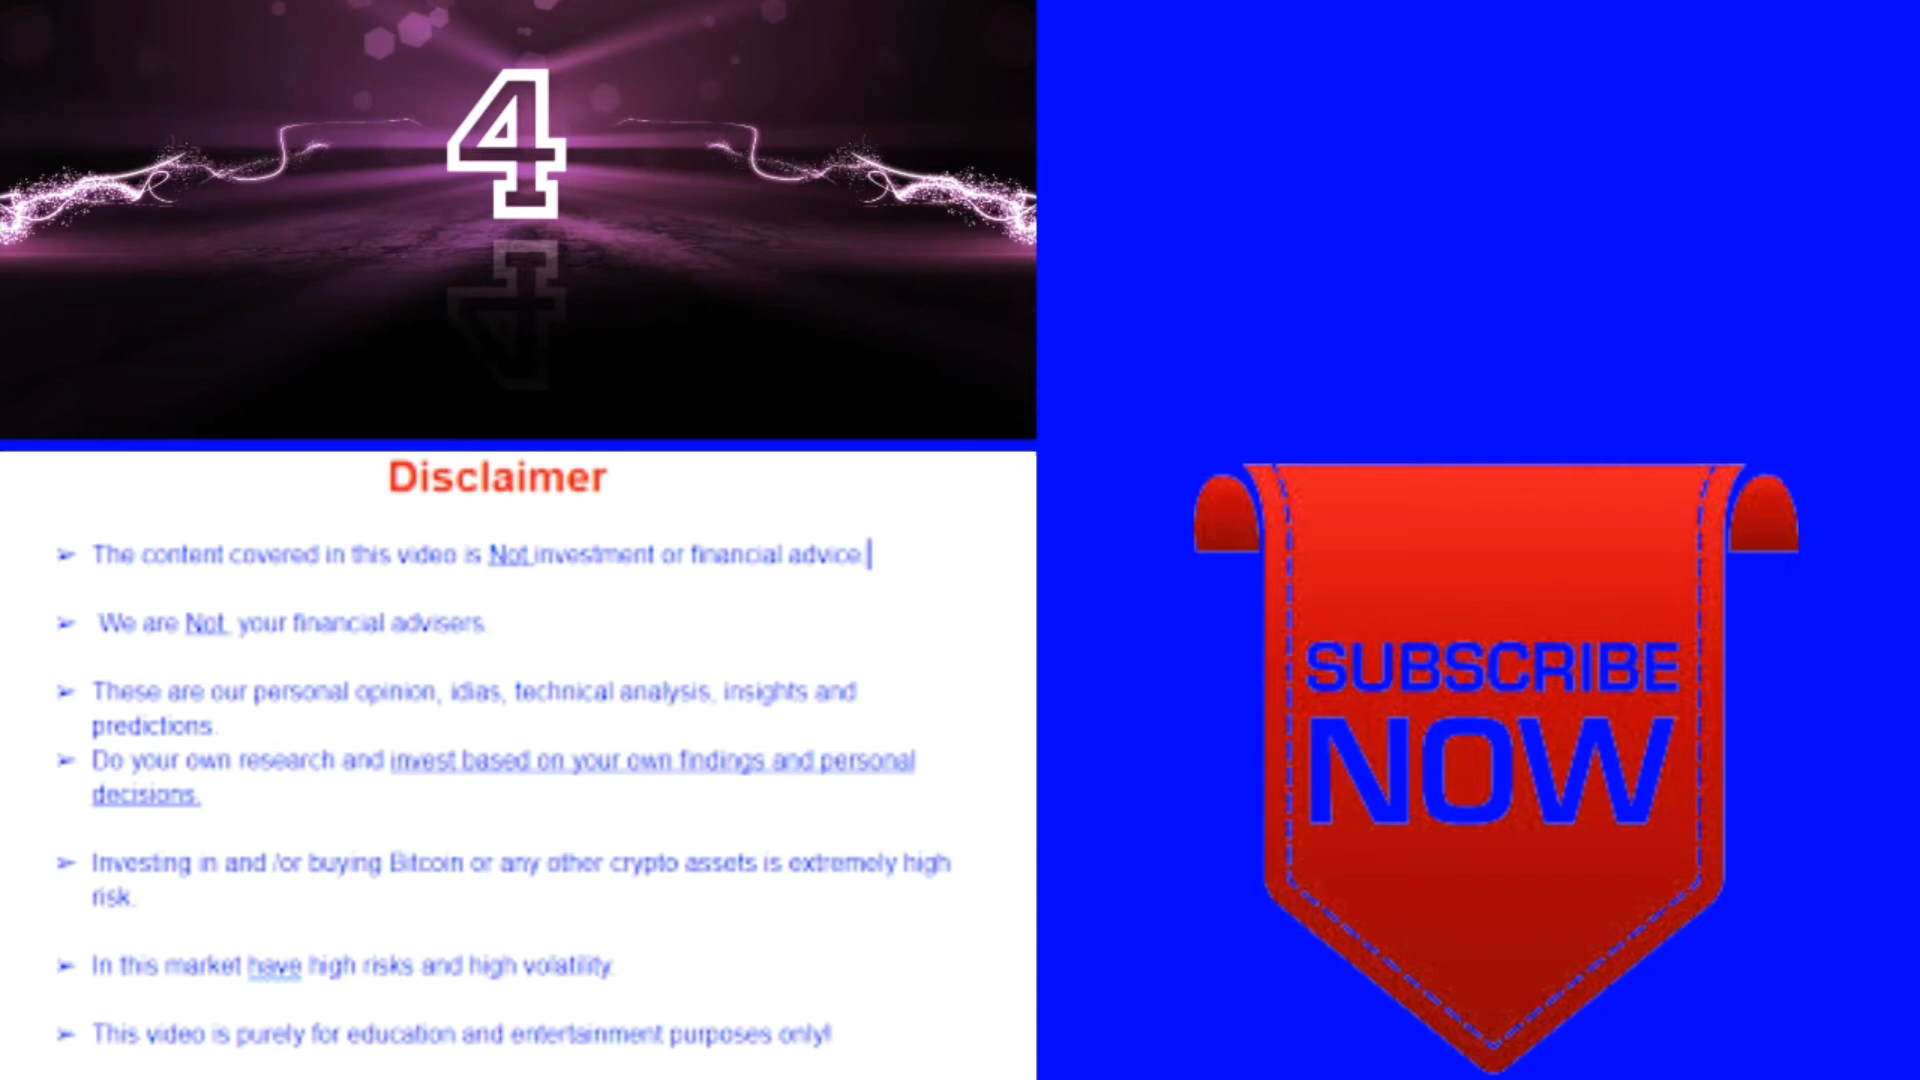 4
Disclaimer
➢ The content covered in this video is Not investment or financial advice.
➢ We are Not your financial advisers.
➢ These are our personal opinion, idias, technical analysis, insights and
predictions.
➢ Do your own research and invest based on your own findings and personal
decisions.
➢ Investing in and /or buying Bitcoin or any other crypto assets is extremely high
risk.
➢ In this market have high risks and high volatility.
➢ This video is purely for education and entertainment purposes only!
SUBSCRIBE
NOW